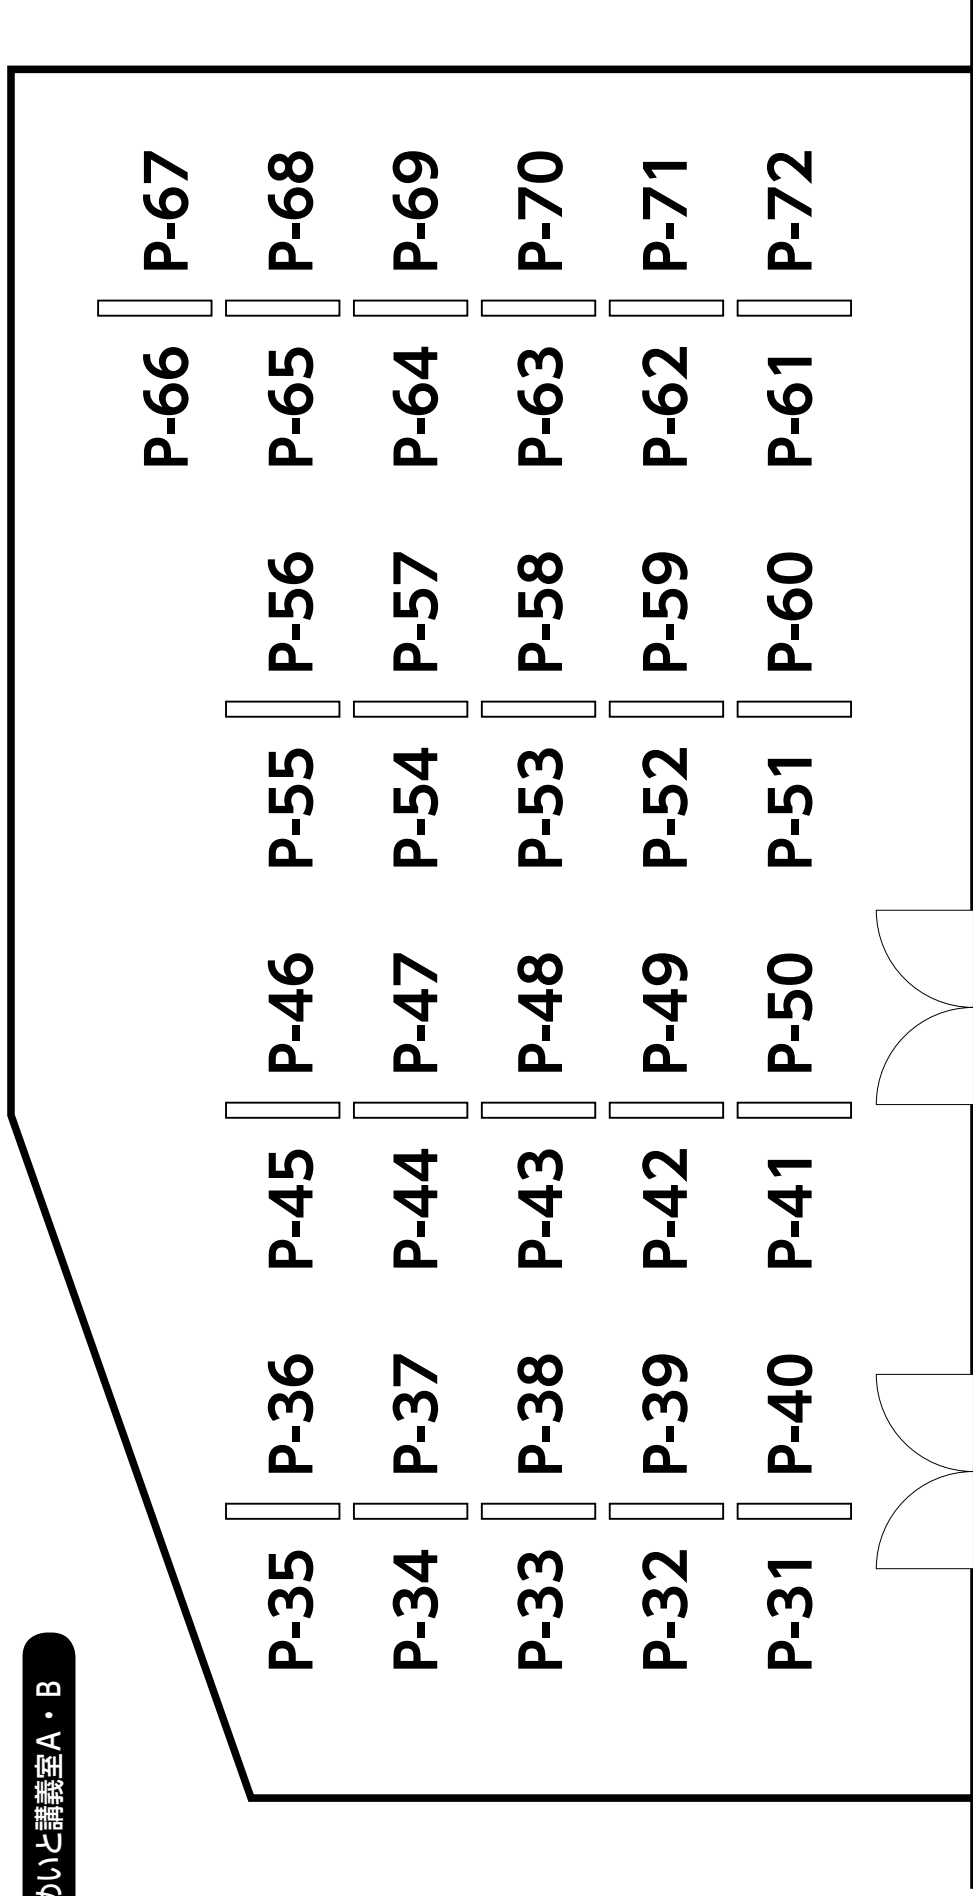 いと講義室A・B
P-66 P-67
P-35 P-36 P-45 P-46 P-55 P-56 P-65 P-68
P-34 P-37 P-44 P-47 P-54 P-57 P-64 P-69
P-33 P-38 P-43 P-48 P-53 P-58 P-63 P-70
P-32 P-39 P-42 P-49 P-52 P-59 P-62 P-71
P-31 P-40 P-41 P-50 P-51 P-60 P-61 P-72